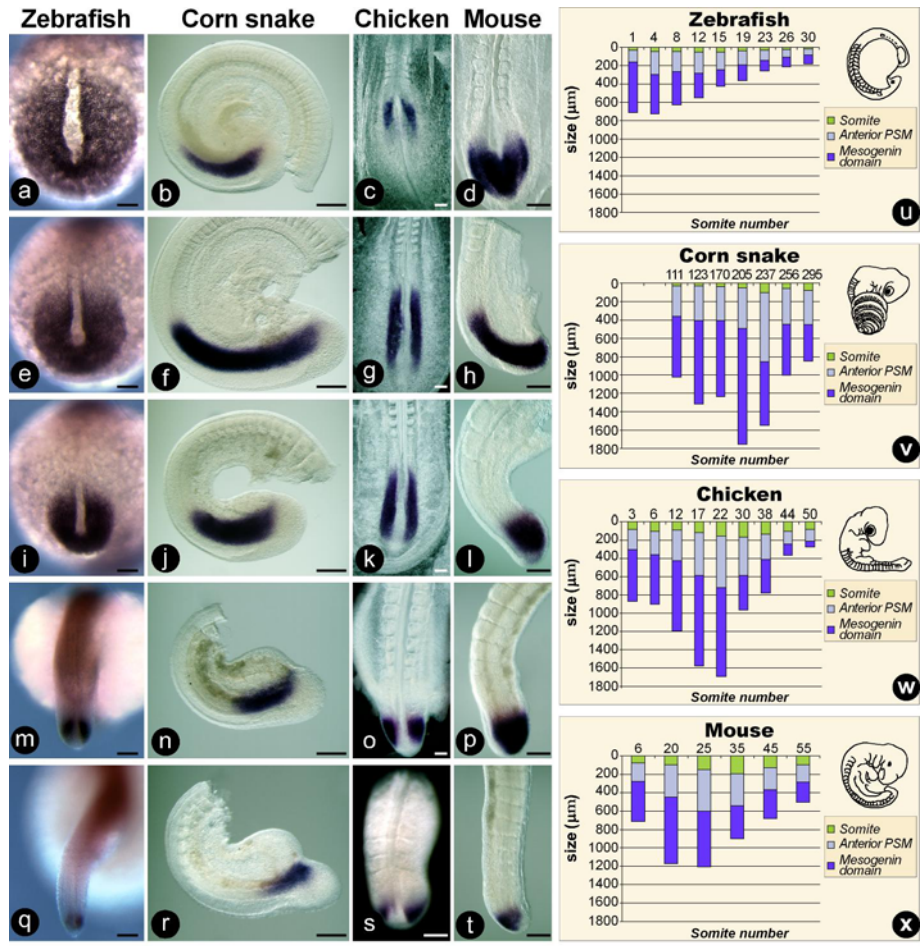 Zebrafish Corn snake Chicken Mouse
a b c d
e f g h
i j k l
m n o p
q r s t
Zebrafish
1 4 8 12 15 19 23 26 30
0
200
400
600
800
1000
1200
1400
1600
1800
size (μm)
Somite number
Somite
Anterior PSM
Mesogenin
domain
u
Corn snake
111 123 170 205 237 256 295
0
200
400
600
800
1000
1200
1400
1600
1800
size (μm)
Somite number
Somite
Anterior PSM
Mesogenin
domain
v
Chicken
3 6 12 17 22 30 38 44 50
0
200
400
600
800
1000
1200
1400
1600
1800
size (μm)
Somite number
Somite
Anterior PSM
Mesogenin
domain
w
Mouse
6 20 25 35 45 55
0
200
400
600
800
1000
1200
1400
1600
1800
size (μm)
Somite number
Somite
Anterior PSM
Mesogenin
domain
x